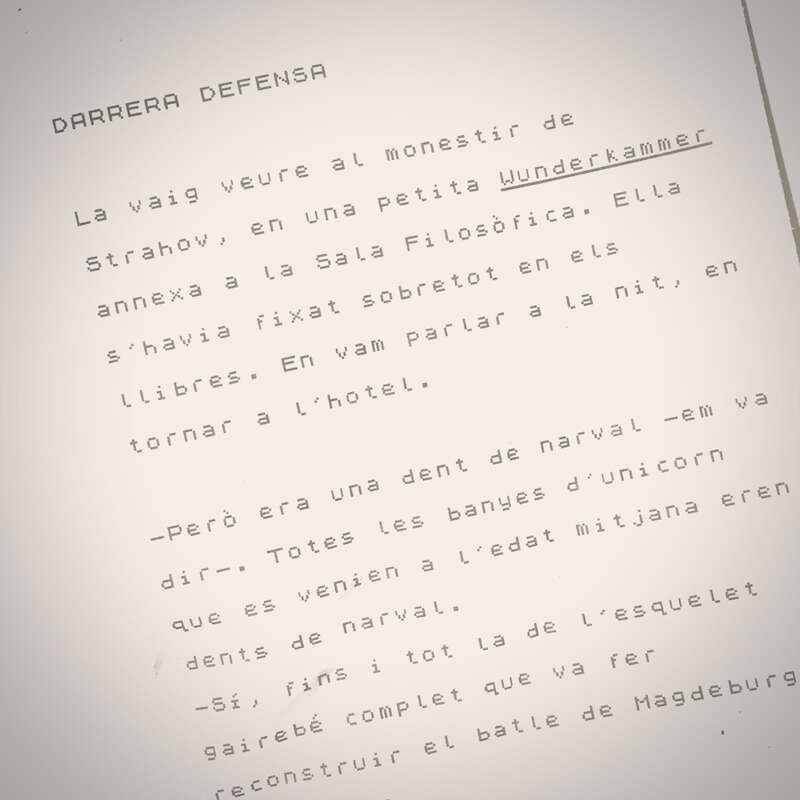 DARRERA DEFENSA
La vaig veure al monestir de
Strahov, en una petita Wunderkammer
annexa a la Sala Filosòfica. Ella
s'havia fixat sobretot en els
llibres. En vam parlar a la nit, en
tornar a l'hotel.
—Però era una dent de narval —em va
dir—. Totes les banyes d'unicorn
que es venien a l'edat mitjana eren
dents de narval.
—Sí, fins i tot la de l'esquelet
gairebé complet que va fer
reconstruir el batle de Magdeburg